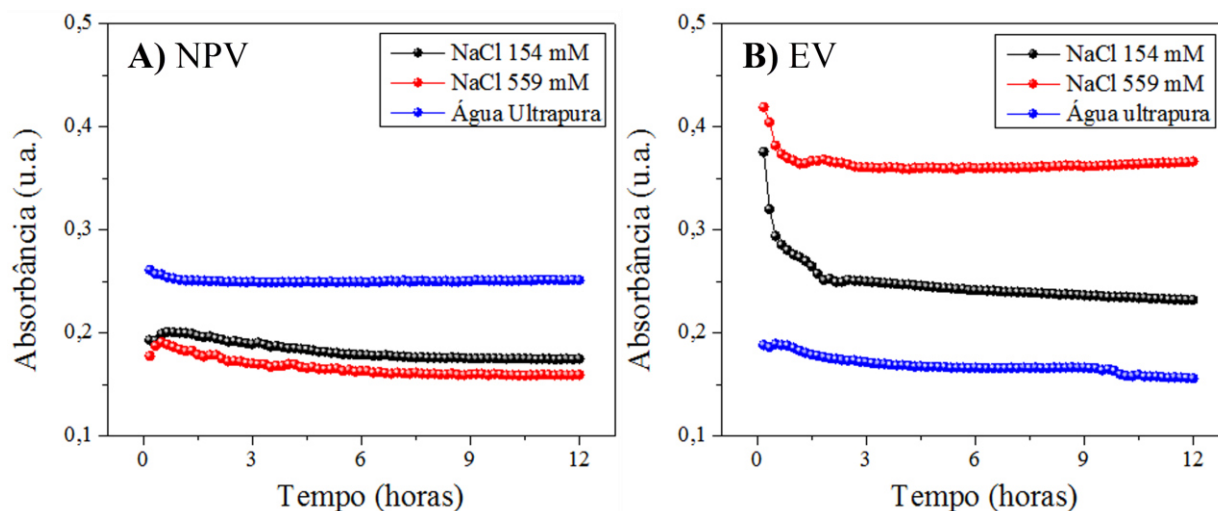 A) NPV
NaCl 154 mM
NaCl 559 mM
Água Ultrapura
Absorbância (u.a.)
0,5
0,4
0,3
0,2
0,1
0 3 6 9 12
Tempo (horas)
B) EV
NaCl 154 mM
NaCl 559 mM
Água ultrapura
Absorbância (u.a.)
0,5
0,4
0,3
0,2
0,1
0 3 6 9 12
Tempo (horas)